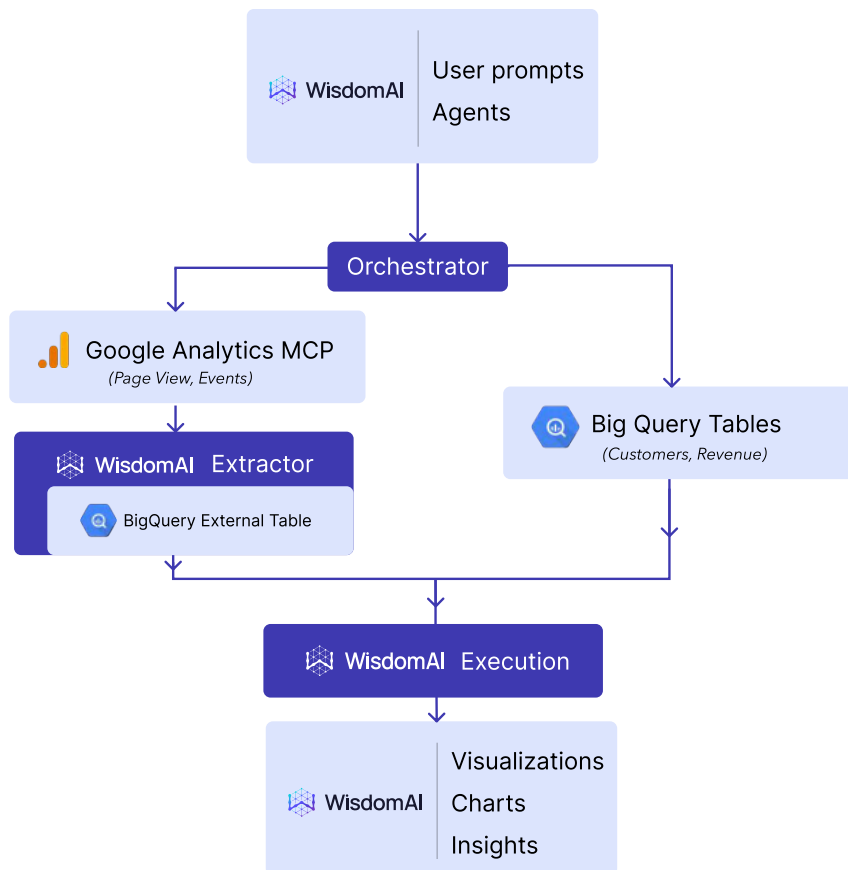 WisdomAI
User prompts
Agents
Orchestrator
Google Analytics MCP
(Page View, Events)
WisdomAI Extractor
BigQuery External Table
Big Query Tables
(Customers, Revenue)
WisdomAI Execution
WisdomAI
Visualizations
Charts
Insights